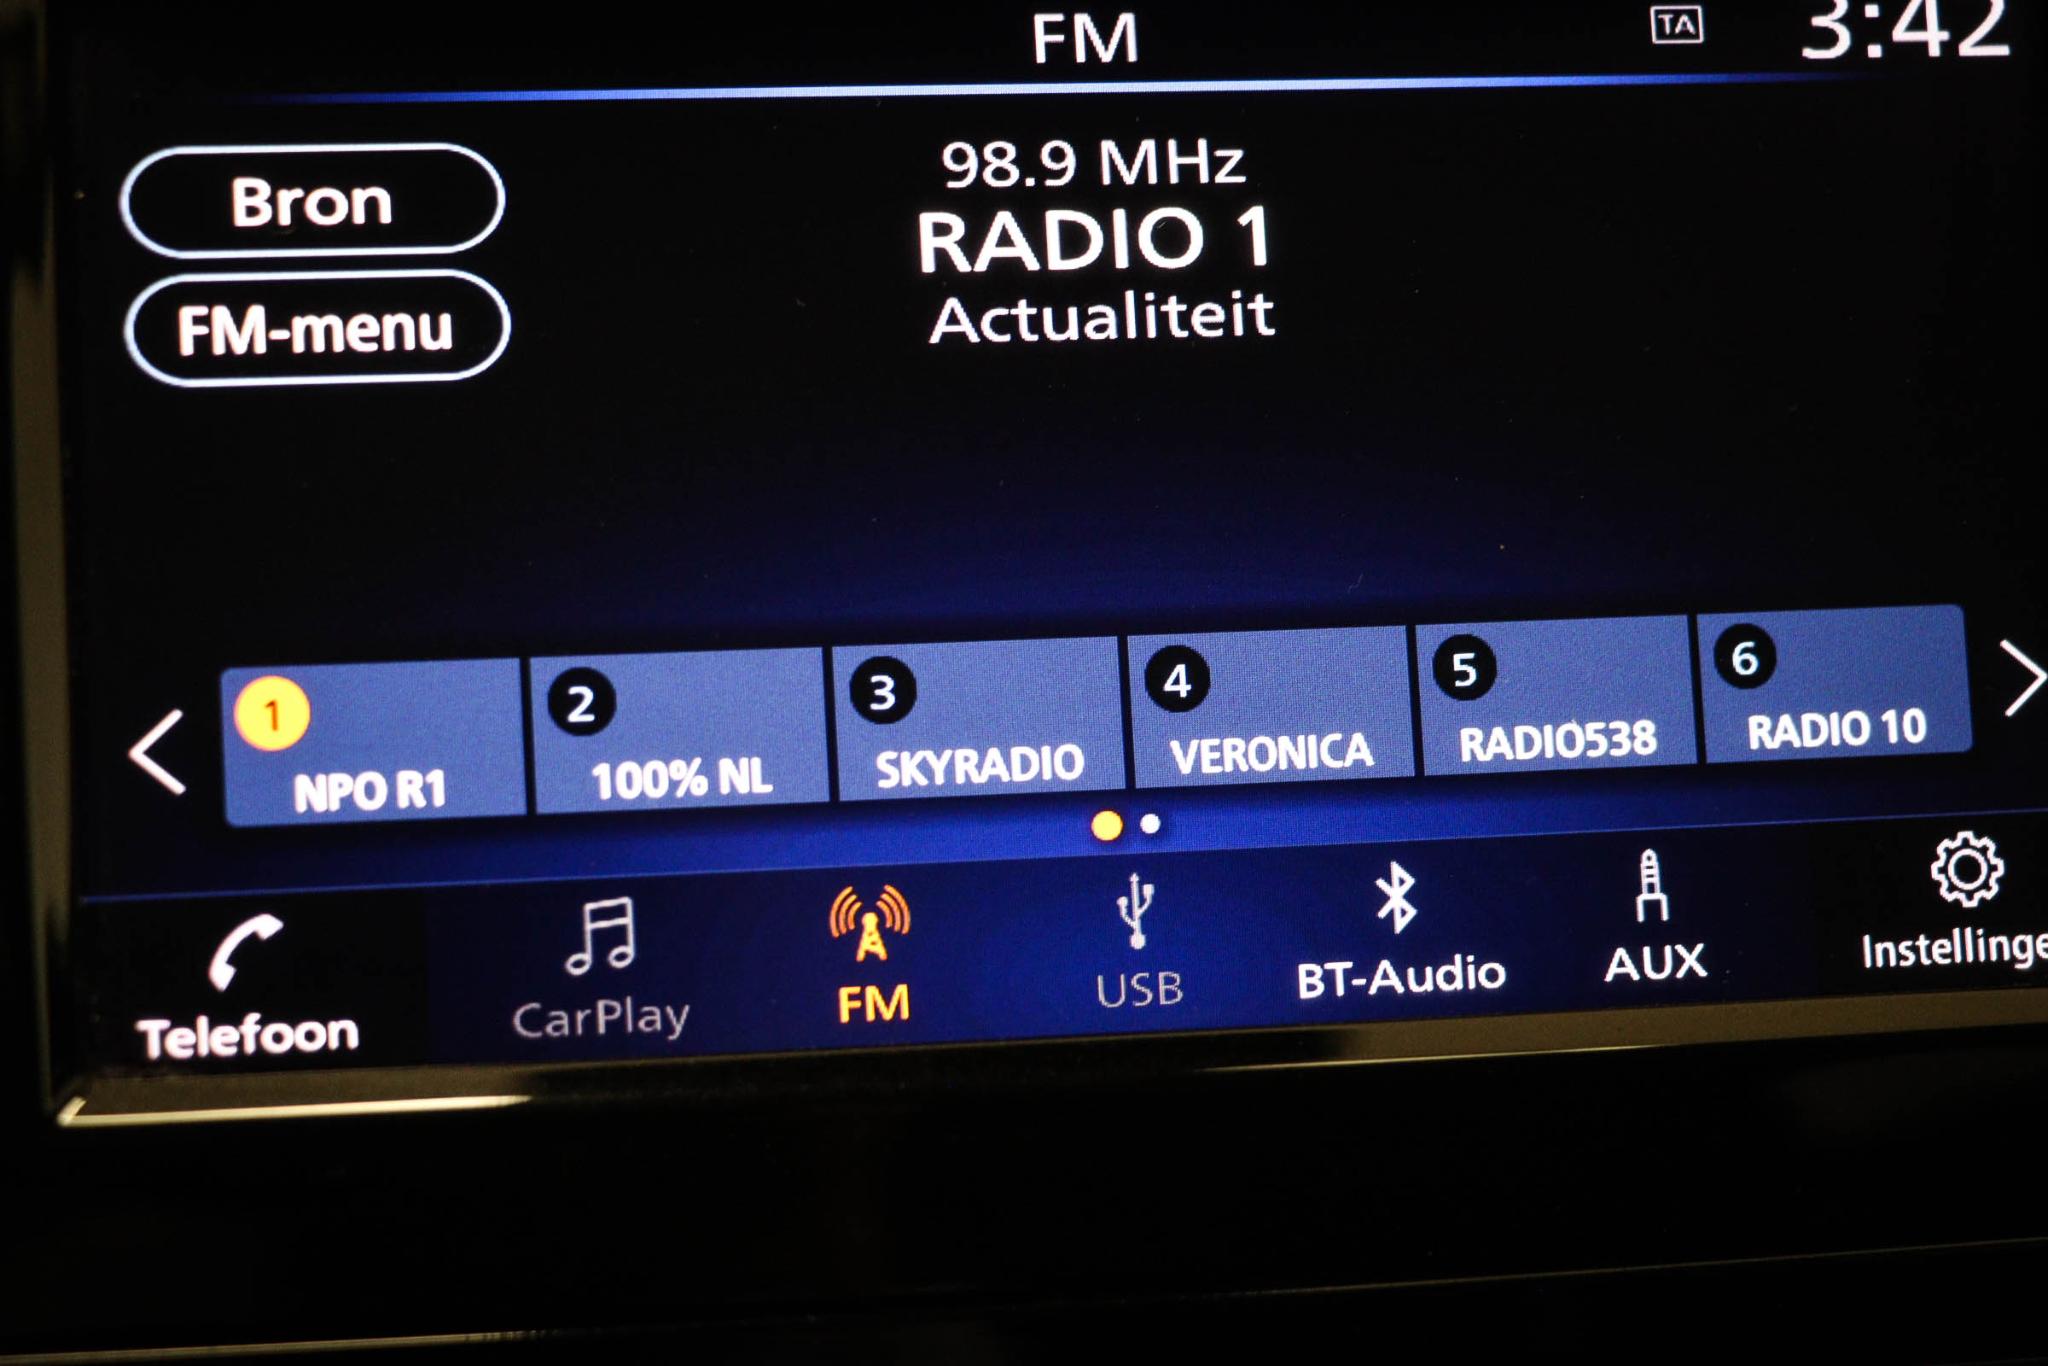 FM
TA
3:42
Bron
98.9 MHz
RADIO 1
FM-menu
Actualiteit
1
2
3
4
5
6
NPO R1
100% NL
SKYRADIO
VERONICA
RADIO538
RADIO 10
Telefoon
CarPlay
FM
USB
BT-Audio
AUX
Instellinge